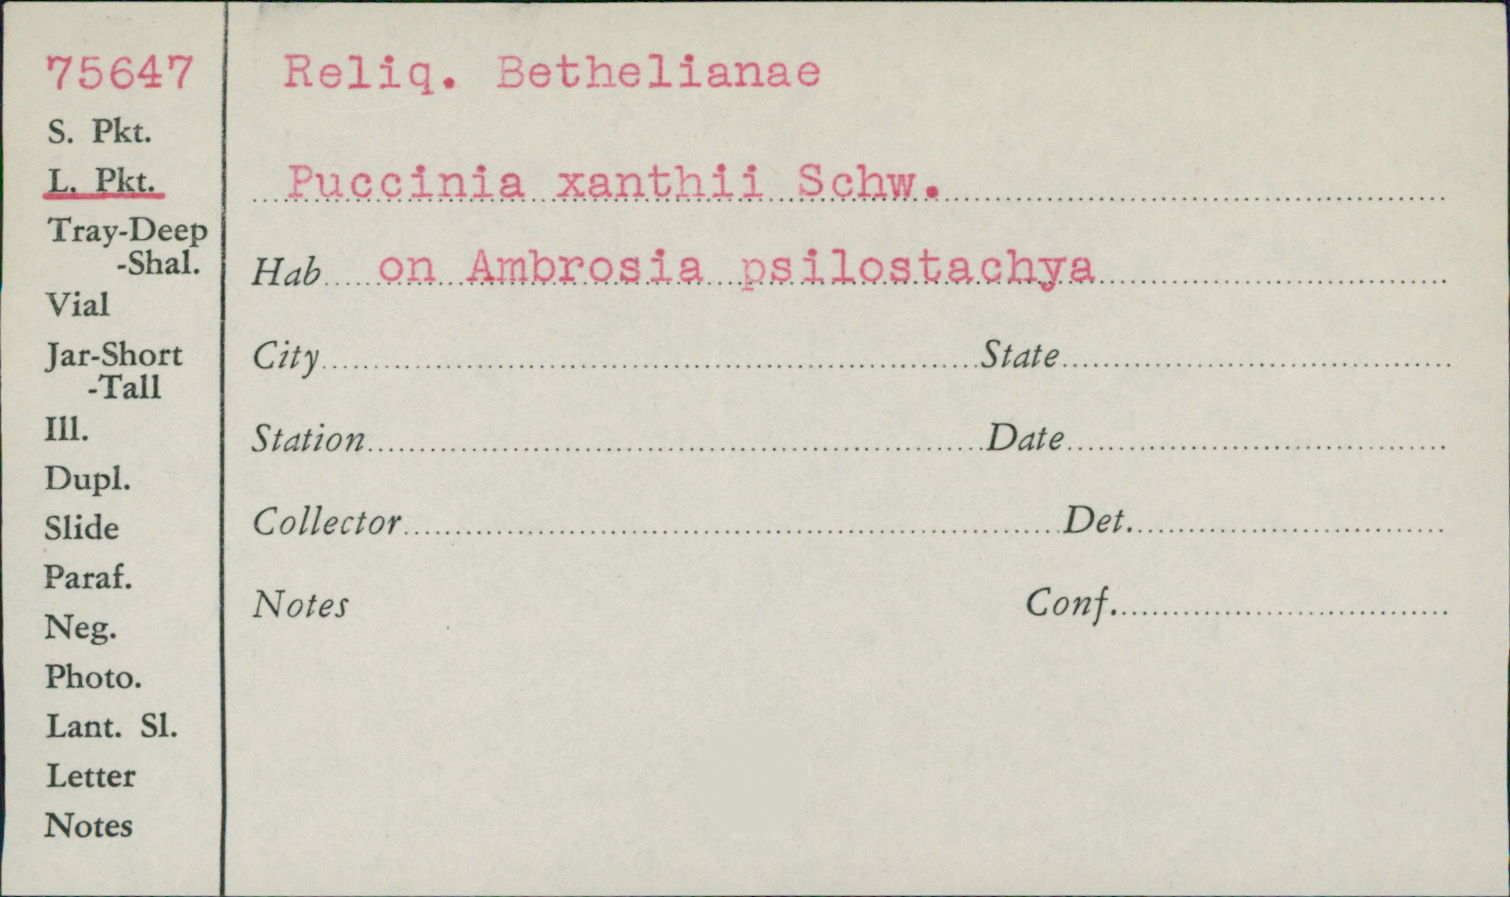 75647
S. Pkt.
L. Pkt.
Tray-Deep
-Shal.
Vial
Jar-Short
-Tall
Ill.
Dupl.
Slide
Paraf.
Neg.
Photo.
Lant. Sl.
Letter
Notes
Reliq. Bethelianae
Puccinia xanthii Schw.
Hab on Ambrosia psilostachya
City State
Station Date
Collector Det.
Notes Conf.